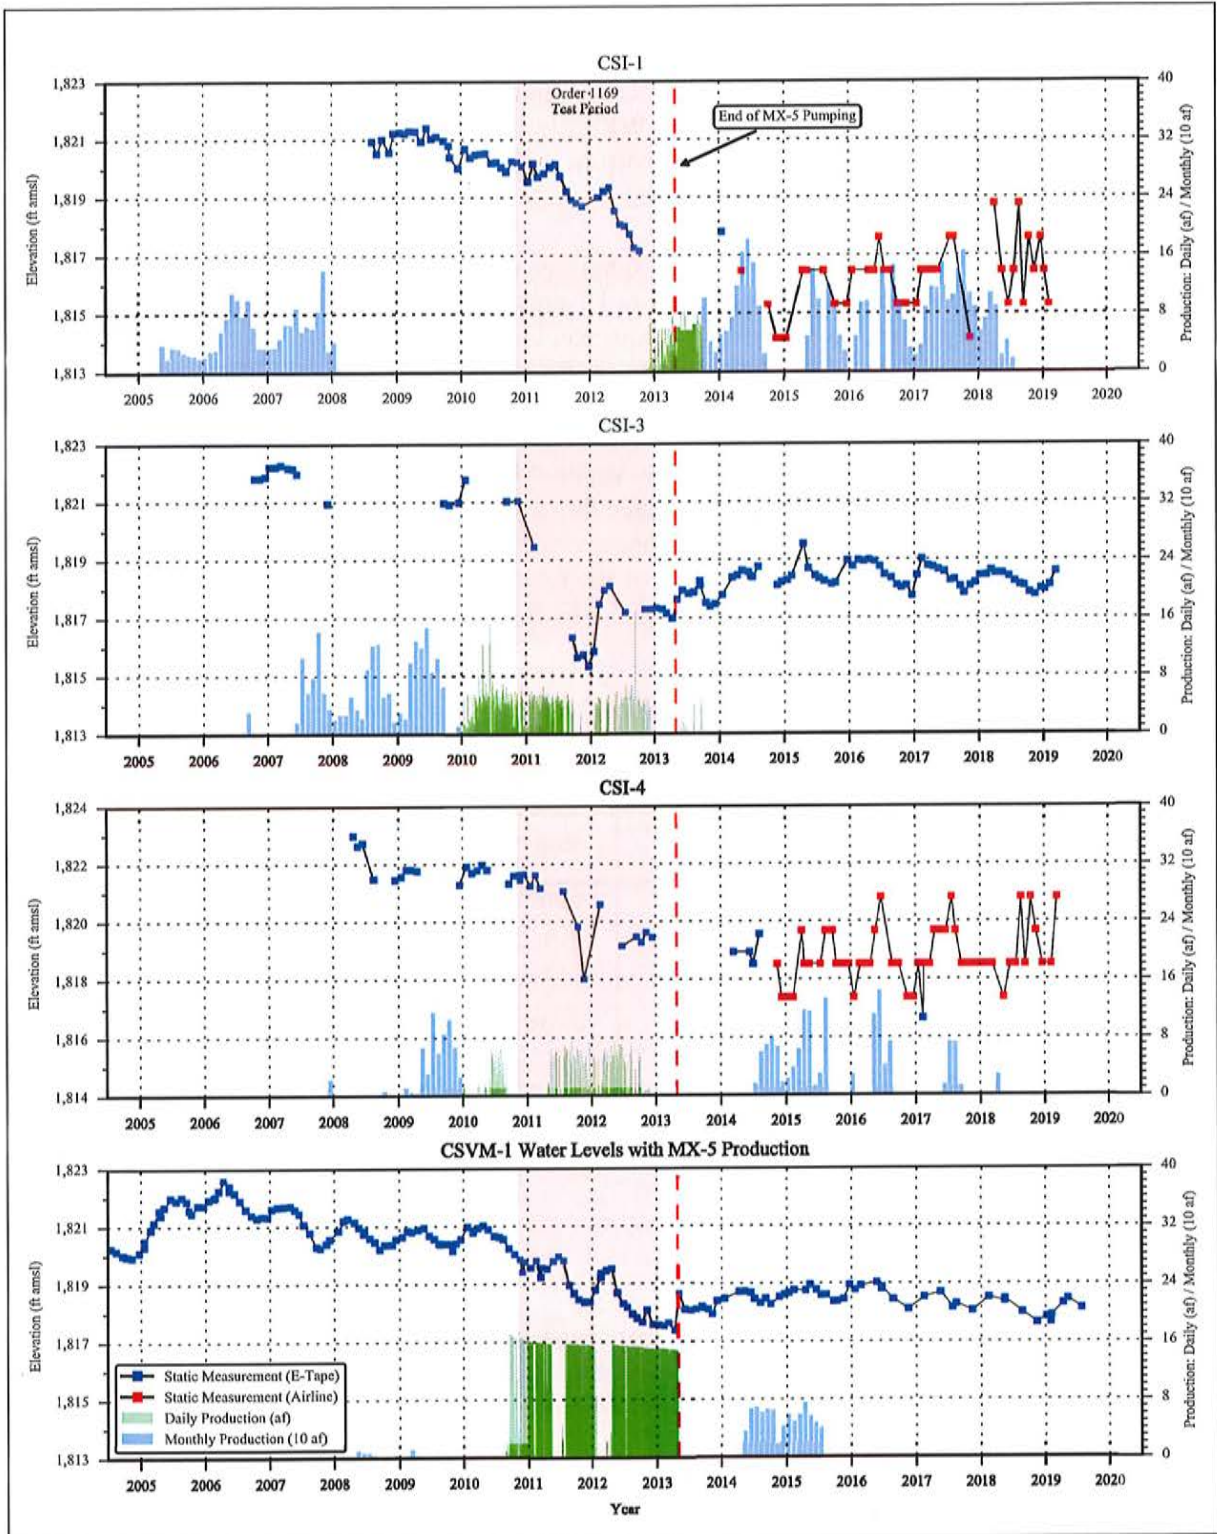 CSI-1
1,823
1,821
1,819
1,817
1,815
1,813
Elevation (ft amsl)
Order 1169
Test Period
End of MX-5 Pumping
40
32
24
16
8
0
Production: Daily (af) / Monthly (10 af)
2005 2006 2007 2008 2009 2010 2011 2012 2013 2014 2015 2016 2017 2018 2019 2020
CSI-3
1,823
1,821
1,819
1,817
1,815
1,813
Elevation (ft amsl)
40
32
24
16
8
0
Production: Daily (af) / Monthly (10 af)
2005 2006 2007 2008 2009 2010 2011 2012 2013 2014 2015 2016 2017 2018 2019 2020
CSI-4
1,824
1,822
1,820
1,818
1,816
1,814
Elevation (ft amsl)
40
32
24
16
8
0
Production: Daily (af) / Monthly (10 af)
2005 2006 2007 2008 2009 2010 2011 2012 2013 2014 2015 2016 2017 2018 2019 2020
CSVM-1 Water Levels with MX-5 Production
1,823
1,821
1,819
1,817
1,815
1,813
Elevation (ft amsl)
Static Measurement (E-Tape)
Static Measurement (Airline)
Daily Production (af)
Monthly Production (10 af)
40
32
24
16
8
0
Production: Daily (af) / Monthly (10 af)
2005 2006 2007 2008 2009 2010 2011 2012 2013 2014 2015 2016 2017 2018 2019 2020
Year